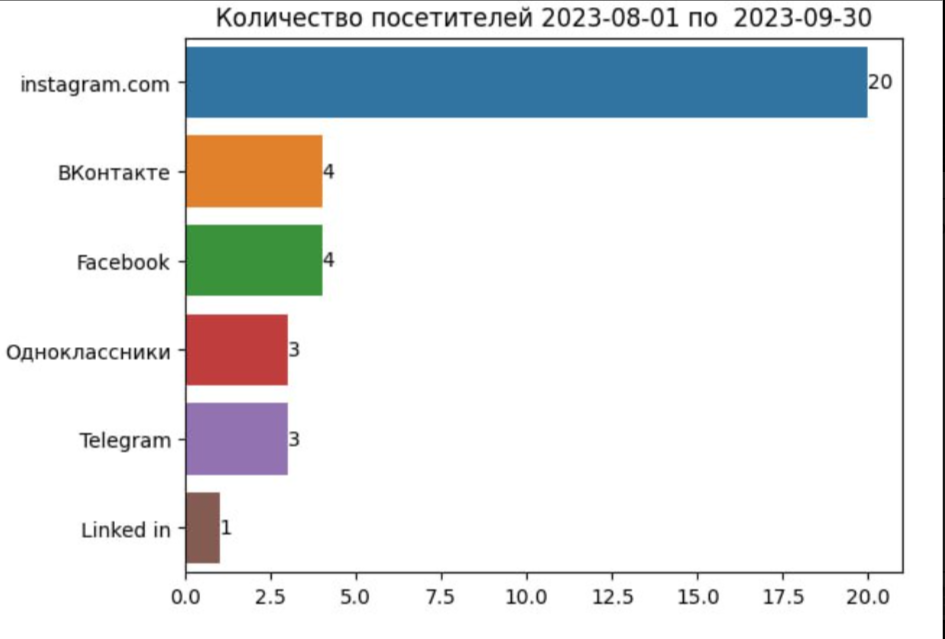 Количество посетителей 2023-08-01 по  2023-09-30
instagram.com 20
ВКонтакте 4
Facebook 4
Одноклассники 3
Telegram 3
Linked in 1
0.0 2.5 5.0 7.5 10.0 12.5 15.0 17.5 20.0